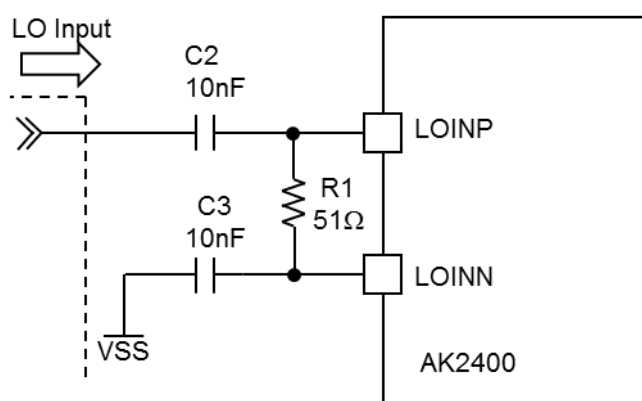 LO Input
C2
10nF
LOINP
R1
51Ω
C3
10nF
LOINN
VSS
AK2400